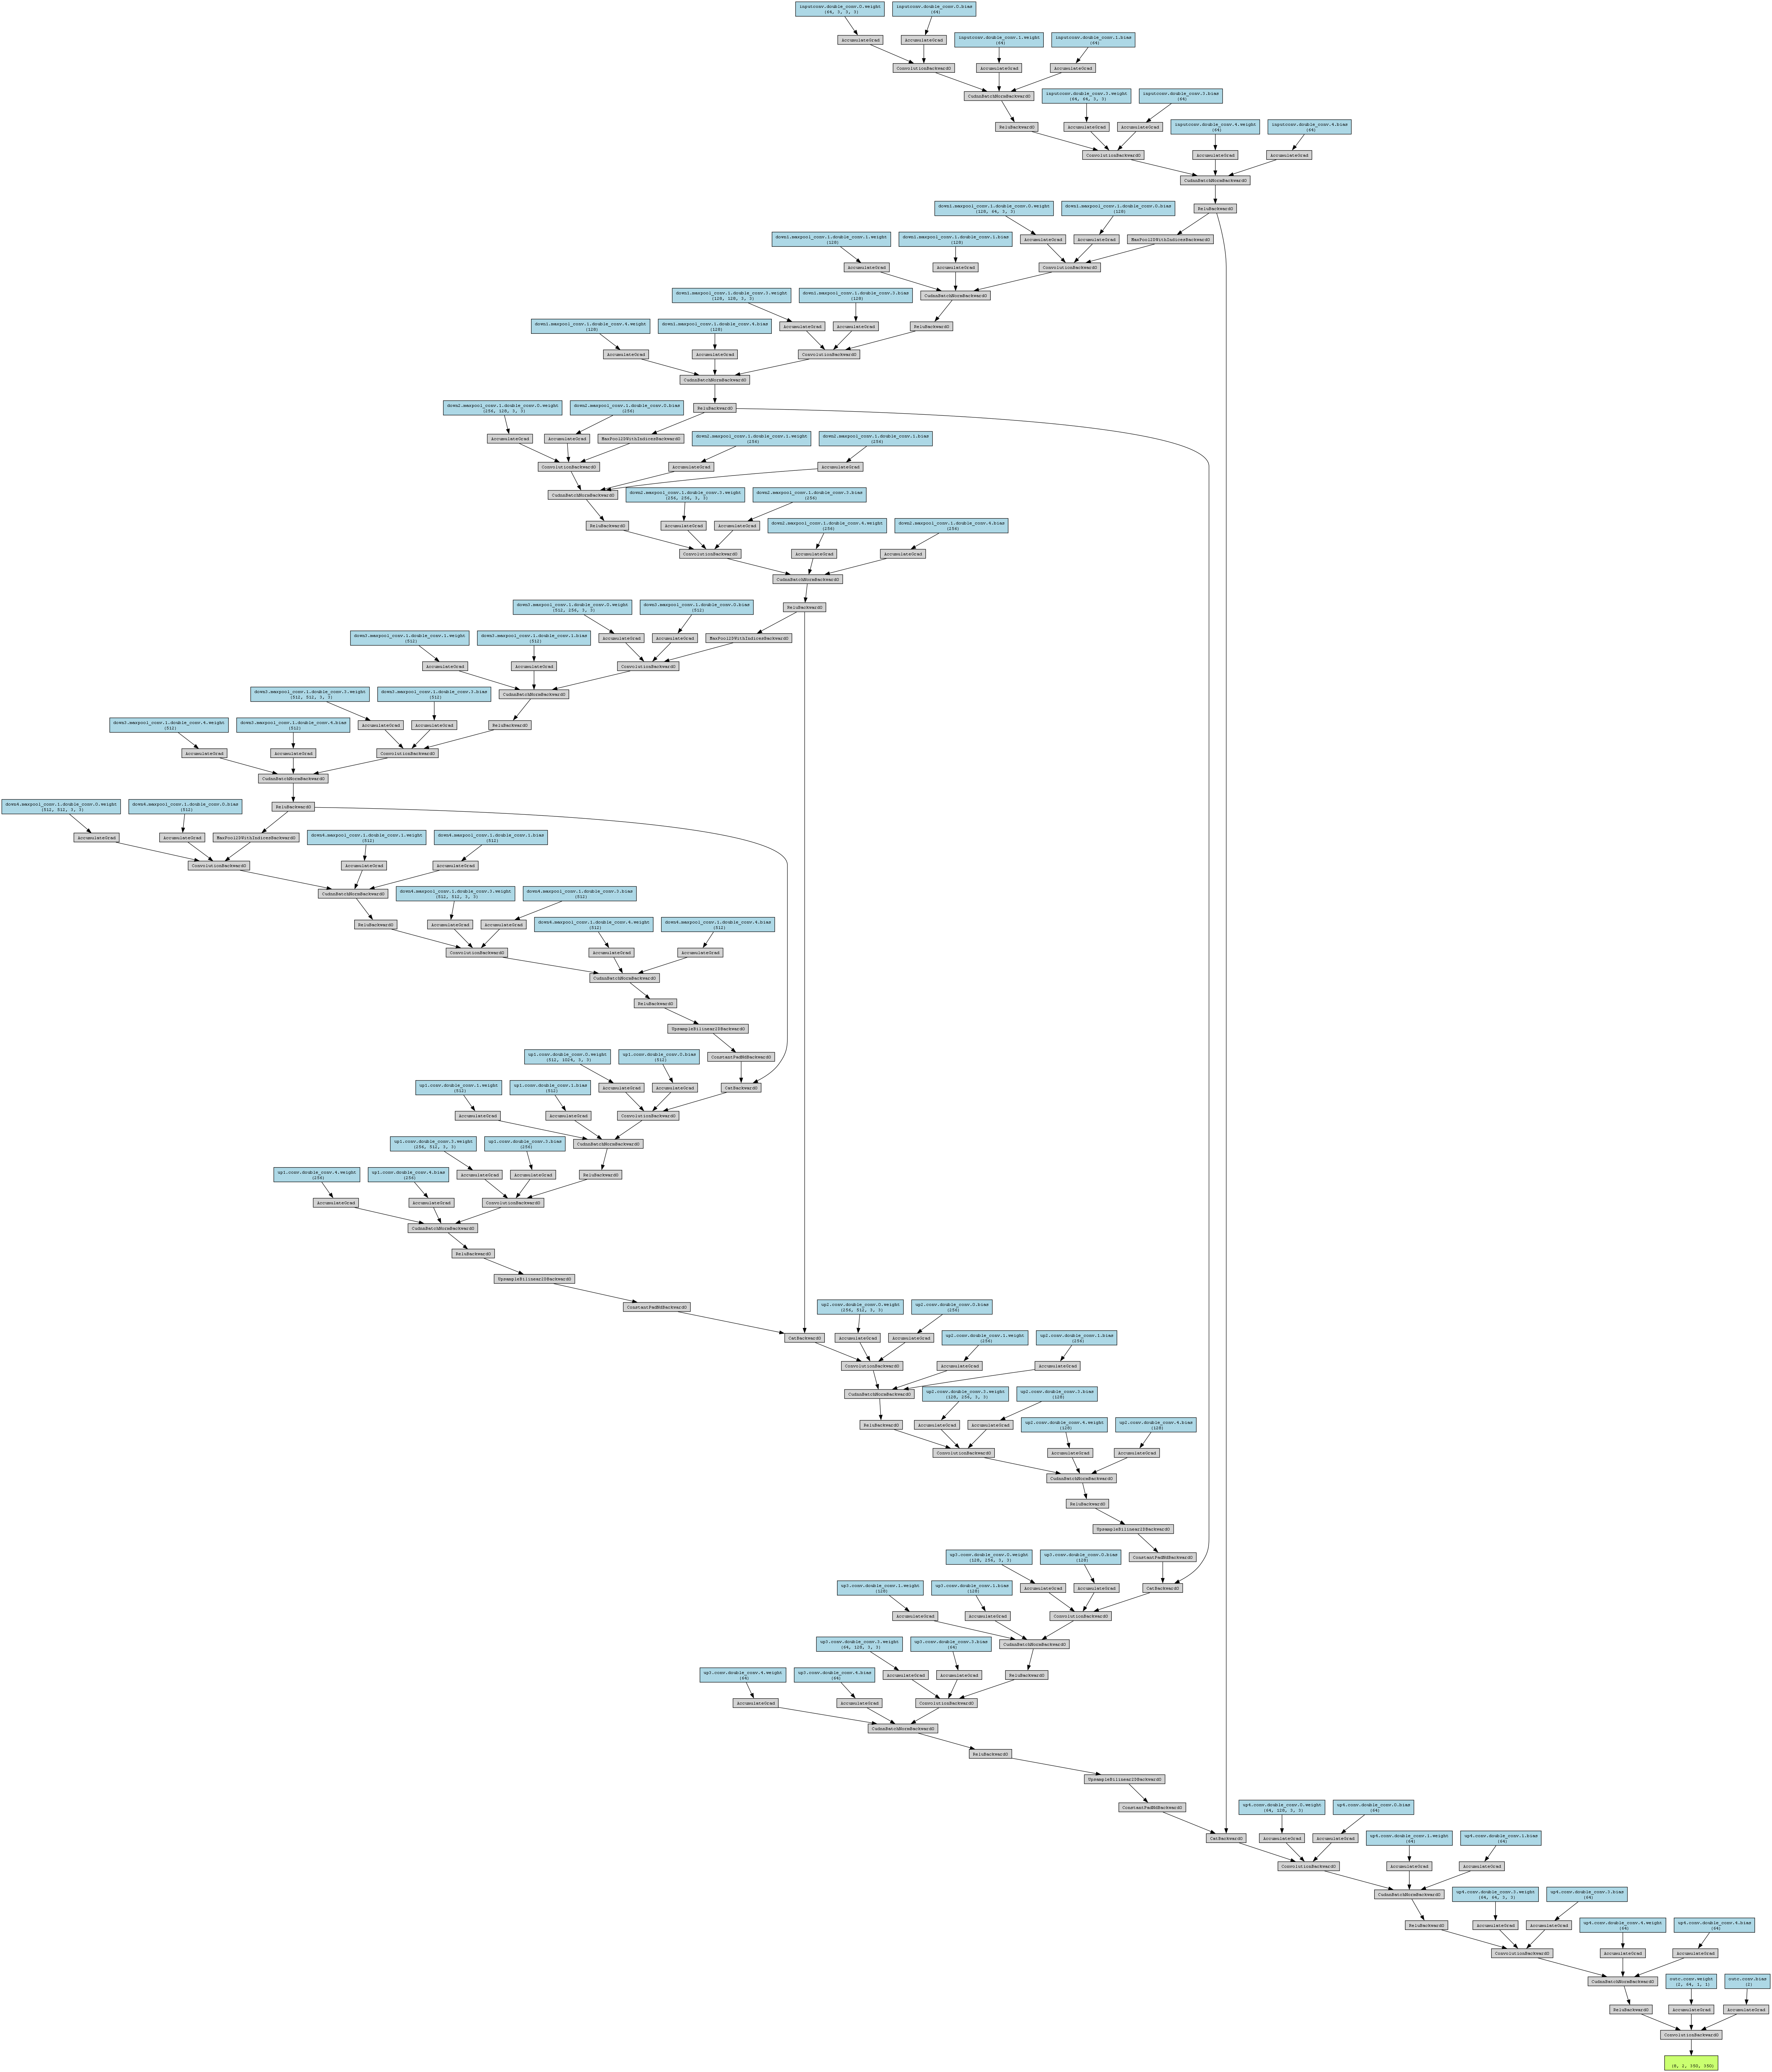 inputconv.double_conv.0.weight
(64, 3, 3, 3)
inputconv.double_conv.0.bias
(64)
AccumulateGrad
AccumulateGrad
inputconv.double_conv.1.weight
(64)
inputconv.double_conv.1.bias
(64)
ConvolutionBackward0
AccumulateGrad
AccumulateGrad
CudnnBatchNormBackward0
inputconv.double_conv.3.weight
(64, 64, 3, 3)
inputconv.double_conv.3.bias
(64)
ReluBackward0
AccumulateGrad
AccumulateGrad
inputconv.double_conv.4.weight
(64)
inputconv.double_conv.4.bias
(64)
ConvolutionBackward0
AccumulateGrad
AccumulateGrad
CudnnBatchNormBackward0
down1.maxpool_conv.1.double_conv.0.weight
(128, 64, 3, 3)
down1.maxpool_conv.1.double_conv.0.bias
(128)
ReluBackward0
down1.maxpool_conv.1.double_conv.1.weight
(128)
down1.maxpool_conv.1.double_conv.1.bias
(128)
AccumulateGrad
AccumulateGrad
MaxPool2DWithIndicesBackward0
AccumulateGrad
AccumulateGrad
ConvolutionBackward0
down1.maxpool_conv.1.double_conv.3.weight
(128, 128, 3, 3)
down1.maxpool_conv.1.double_conv.3.bias
(128)
CudnnBatchNormBackward0
down1.maxpool_conv.1.double_conv.4.weight
(128)
down1.maxpool_conv.1.double_conv.4.bias
(128)
AccumulateGrad
AccumulateGrad
ReluBackward0
AccumulateGrad
AccumulateGrad
ConvolutionBackward0
CudnnBatchNormBackward0
down2.maxpool_conv.1.double_conv.0.weight
(256, 128, 3, 3)
down2.maxpool_conv.1.double_conv.0.bias
(256)
ReluBackward0
AccumulateGrad
AccumulateGrad
MaxPool2DWithIndicesBackward0
down2.maxpool_conv.1.double_conv.1.weight
(256)
down2.maxpool_conv.1.double_conv.1.bias
(256)
ConvolutionBackward0
AccumulateGrad
AccumulateGrad
CudnnBatchNormBackward0
down2.maxpool_conv.1.double_conv.3.weight
(256, 256, 3, 3)
down2.maxpool_conv.1.double_conv.3.bias
(256)
ReluBackward0
AccumulateGrad
AccumulateGrad
down2.maxpool_conv.1.double_conv.4.weight
(256)
down2.maxpool_conv.1.double_conv.4.bias
(256)
ConvolutionBackward0
AccumulateGrad
AccumulateGrad
CudnnBatchNormBackward0
down3.maxpool_conv.1.double_conv.0.weight
(512, 256, 3, 3)
down3.maxpool_conv.1.double_conv.0.bias
(512)
ReluBackward0
down3.maxpool_conv.1.double_conv.1.weight
(512)
down3.maxpool_conv.1.double_conv.1.bias
(512)
AccumulateGrad
AccumulateGrad
MaxPool2DWithIndicesBackward0
AccumulateGrad
AccumulateGrad
ConvolutionBackward0
down3.maxpool_conv.1.double_conv.3.weight
(512, 512, 3, 3)
down3.maxpool_conv.1.double_conv.3.bias
(512)
CudnnBatchNormBackward0
down3.maxpool_conv.1.double_conv.4.weight
(512)
down3.maxpool_conv.1.double_conv.4.bias
(512)
AccumulateGrad
AccumulateGrad
ReluBackward0
AccumulateGrad
AccumulateGrad
ConvolutionBackward0
CudnnBatchNormBackward0
down4.maxpool_conv.1.double_conv.0.weight
(512, 512, 3, 3)
down4.maxpool_conv.1.double_conv.0.bias
(512)
ReluBackward0
AccumulateGrad
AccumulateGrad
MaxPool2DWithIndicesBackward0
down4.maxpool_conv.1.double_conv.1.weight
(512)
down4.maxpool_conv.1.double_conv.1.bias
(512)
ConvolutionBackward0
AccumulateGrad
AccumulateGrad
CudnnBatchNormBackward0
down4.maxpool_conv.1.double_conv.3.weight
(512, 512, 3, 3)
down4.maxpool_conv.1.double_conv.3.bias
(512)
ReluBackward0
AccumulateGrad
AccumulateGrad
down4.maxpool_conv.1.double_conv.4.weight
(512)
down4.maxpool_conv.1.double_conv.4.bias
(512)
ConvolutionBackward0
AccumulateGrad
AccumulateGrad
CudnnBatchNormBackward0
ReluBackward0
UpsampleBilinear2DBackward0
up1.conv.double_conv.0.weight
(512, 1024, 3, 3)
up1.conv.double_conv.0.bias
(512)
ConstantPadNdBackward0
up1.conv.double_conv.1.weight
(512)
up1.conv.double_conv.1.bias
(512)
AccumulateGrad
AccumulateGrad
CatBackward0
AccumulateGrad
AccumulateGrad
ConvolutionBackward0
up1.conv.double_conv.3.weight
(256, 512, 3, 3)
up1.conv.double_conv.3.bias
(256)
CudnnBatchNormBackward0
up1.conv.double_conv.4.weight
(256)
up1.conv.double_conv.4.bias
(256)
AccumulateGrad
AccumulateGrad
ReluBackward0
AccumulateGrad
AccumulateGrad
ConvolutionBackward0
CudnnBatchNormBackward0
ReluBackward0
UpsampleBilinear2DBackward0
ConstantPadNdBackward0
up2.conv.double_conv.0.weight
(256, 512, 3, 3)
up2.conv.double_conv.0.bias
(256)
CatBackward0
AccumulateGrad
AccumulateGrad
up2.conv.double_conv.1.weight
(256)
up2.conv.double_conv.1.bias
(256)
ConvolutionBackward0
AccumulateGrad
AccumulateGrad
CudnnBatchNormBackward0
up2.conv.double_conv.3.weight
(128, 256, 3, 3)
up2.conv.double_conv.3.bias
(128)
ReluBackward0
AccumulateGrad
AccumulateGrad
up2.conv.double_conv.4.weight
(128)
up2.conv.double_conv.4.bias
(128)
ConvolutionBackward0
AccumulateGrad
AccumulateGrad
CudnnBatchNormBackward0
ReluBackward0
UpsampleBilinear2DBackward0
up3.conv.double_conv.0.weight
(128, 256, 3, 3)
up3.conv.double_conv.0.bias
(128)
ConstantPadNdBackward0
up3.conv.double_conv.1.weight
(128)
up3.conv.double_conv.1.bias
(128)
AccumulateGrad
AccumulateGrad
CatBackward0
AccumulateGrad
AccumulateGrad
ConvolutionBackward0
up3.conv.double_conv.3.weight
(64, 128, 3, 3)
up3.conv.double_conv.3.bias
(64)
CudnnBatchNormBackward0
up3.conv.double_conv.4.weight
(64)
up3.conv.double_conv.4.bias
(64)
AccumulateGrad
AccumulateGrad
ReluBackward0
AccumulateGrad
AccumulateGrad
ConvolutionBackward0
CudnnBatchNormBackward0
ReluBackward0
UpsampleBilinear2DBackward0
ConstantPadNdBackward0
up4.conv.double_conv.0.weight
(64, 128, 3, 3)
up4.conv.double_conv.0.bias
(64)
CatBackward0
AccumulateGrad
AccumulateGrad
up4.conv.double_conv.1.weight
(64)
up4.conv.double_conv.1.bias
(64)
ConvolutionBackward0
AccumulateGrad
AccumulateGrad
CudnnBatchNormBackward0
up4.conv.double_conv.3.weight
(64, 64, 3, 3)
up4.conv.double_conv.3.bias
(64)
ReluBackward0
AccumulateGrad
AccumulateGrad
up4.conv.double_conv.4.weight
(64)
up4.conv.double_conv.4.bias
(64)
ConvolutionBackward0
AccumulateGrad
AccumulateGrad
CudnnBatchNormBackward0
outc.conv.weight
(2, 64, 1, 1)
outc.conv.bias
(2)
ReluBackward0
AccumulateGrad
AccumulateGrad
ConvolutionBackward0